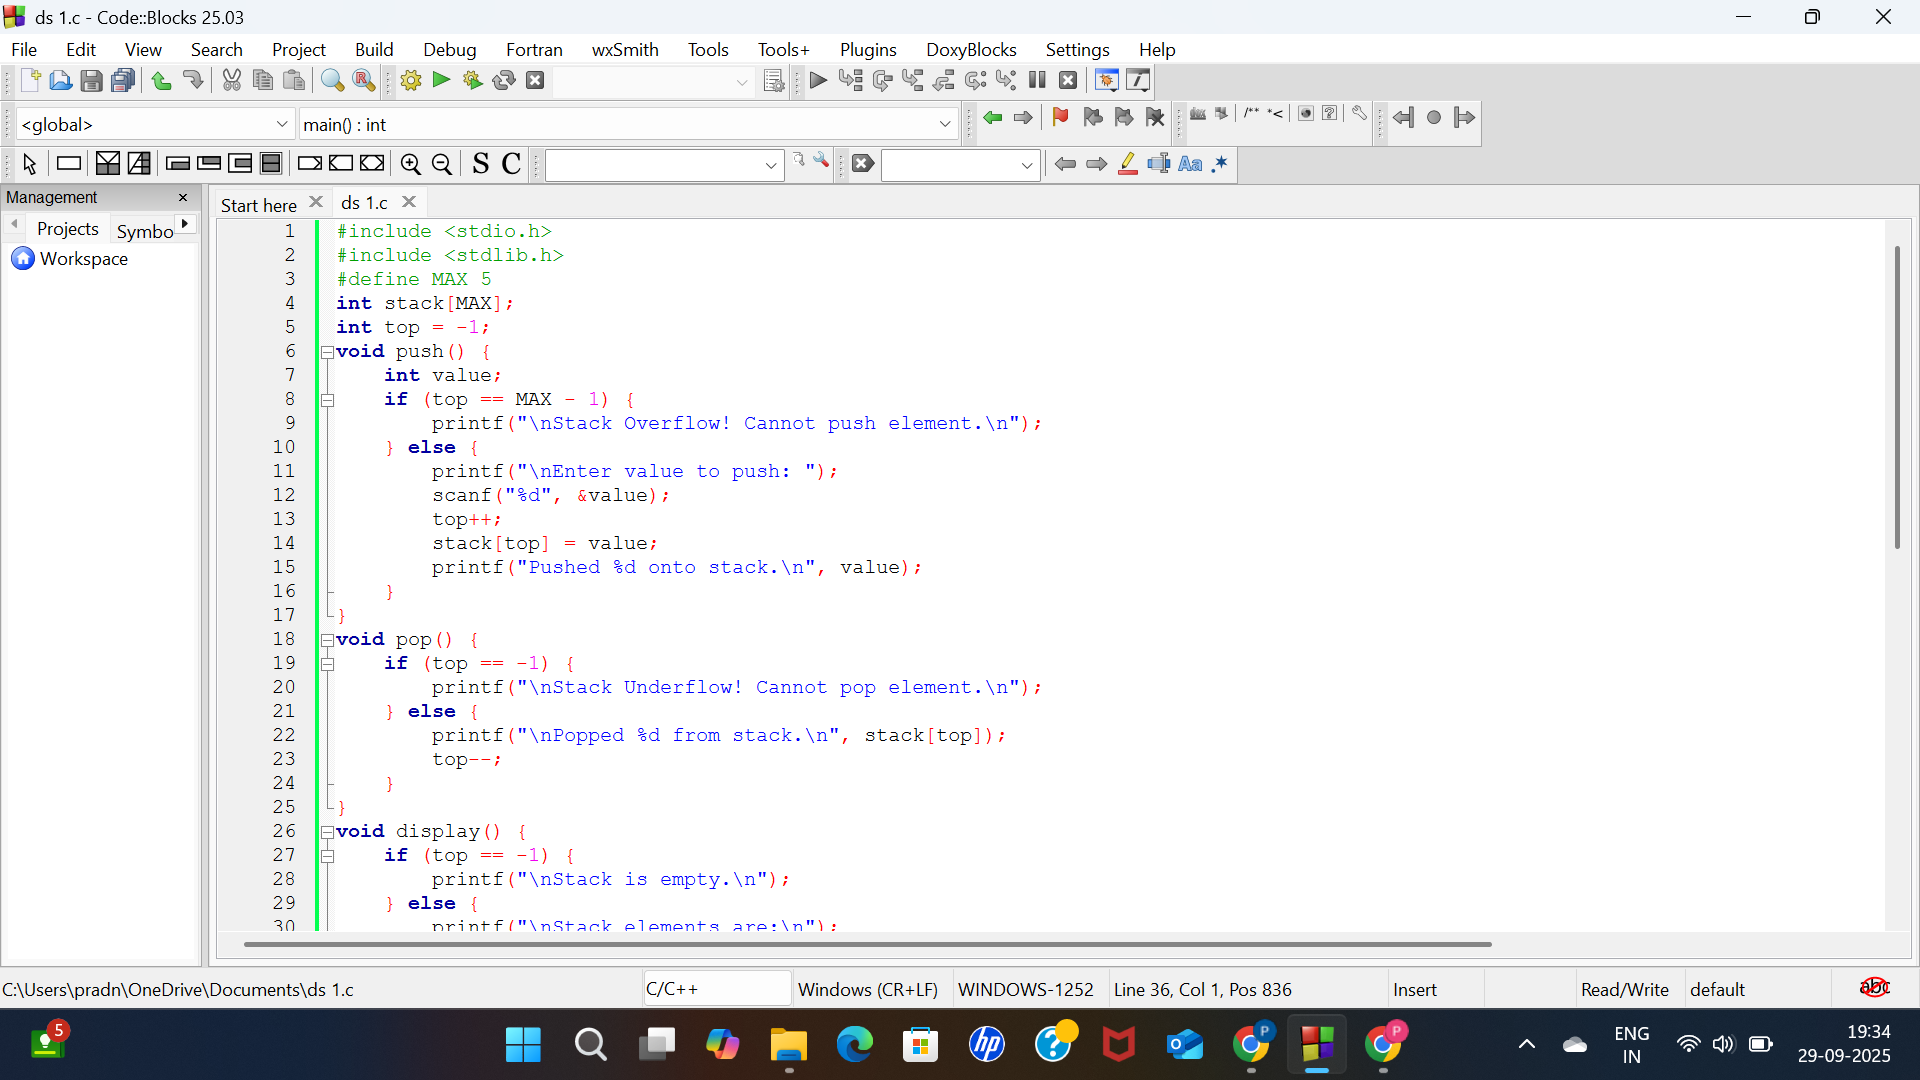 ds 1.c - Code::Blocks 25.03
File Edit View Search Project Build Debug Fortran wxSmith Tools Tools+ Plugins DoxyBlocks Settings Help
<global> main() : int
/** *<
S C
Aa .*
Management
Start here ds 1.c
Projects Symbo
Workspace
1 #include <stdio.h>
2 #include <stdlib.h>
3 #define MAX 5
4 int stack[MAX];
5 int top = -1;
6 void push() {
7 int value;
8 if (top == MAX - 1) {
9 printf("\nStack Overflow! Cannot push element.\n");
10 } else {
11 printf("\nEnter value to push: ");
12 scanf("%d", &value);
13 top++;
14 stack[top] = value;
15 printf("Pushed %d onto stack.\n", value);
16 }
17 }
18 void pop() {
19 if (top == -1) {
20 printf("\nStack Underflow! Cannot pop element.\n");
21 } else {
22 printf("\nPopped %d from stack.\n", stack[top]);
23 top--;
24 }
25 }
26 void display() {
27 if (top == -1) {
28 printf("\nStack is empty.\n");
29 } else {
30 printf("\nStack elements are:\n");
C:\Users\pradn\OneDrive\Documents\ds 1.c C/C++ Windows (CR+LF) WINDOWS-1252 Line 36, Col 1, Pos 836 Insert Read/Write default abc
5 hp P P ENG IN 19:34
29-09-2025